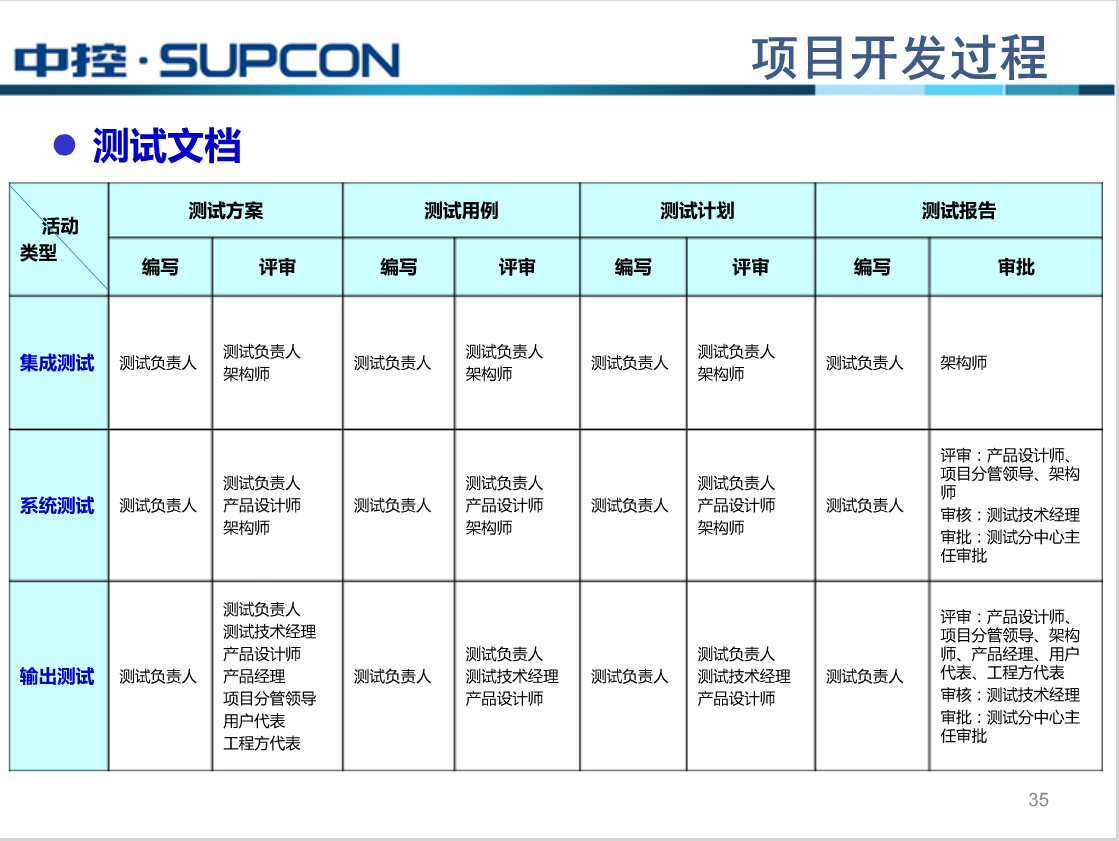 中控·SUPCON
项目开发过程
测试文档
活动
类型
测试方案
测试用例
测试计划
测试报告
编写
评审
编写
评审
编写
评审
编写
审批
集成测试
测试负责人
测试负责人
架构师
测试负责人
测试负责人
架构师
测试负责人
测试负责人
架构师
测试负责人
架构师
系统测试
测试负责人
测试负责人
产品设计师
架构师
测试负责人
测试负责人
产品设计师
架构师
测试负责人
测试负责人
产品设计师
架构师
测试负责人
评审：产品设计师、
项目分管领导、架构
师
审核：测试技术经理
审批：测试分中心主
任审批
输出测试
测试负责人
测试负责人
测试技术经理
产品设计师
产品经理
项目分管领导
用户代表
工程方代表
测试负责人
测试负责人
测试技术经理
产品设计师
测试负责人
测试负责人
测试技术经理
产品设计师
测试负责人
评审：产品设计师、
项目分管领导、架构
师、产品经理、用户
代表、工程方代表
审核：测试技术经理
审批：测试分中心主
任审批
35